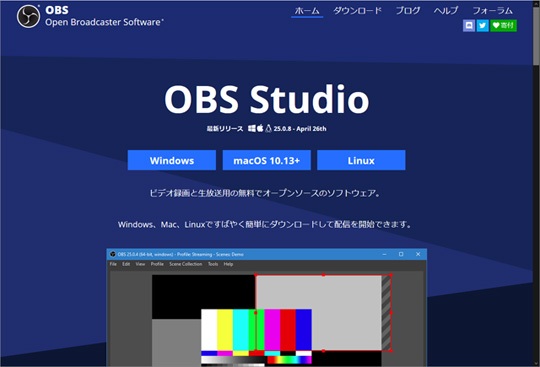 OBS
Open Broadcaster Software
ホーム ダウンロード ブログ ヘルプ フォーラム
寄付
OBS Studio
最新リリース 25.0.8 - April 26th
Windows macOS 10.13+ Linux
ビデオ録画と生放送用の無料でオープンソースのソフトウェア。
Windows、Mac、Linuxですばやく簡単にダウンロードして配信を開始できます。
OBS 25.0.4 (64-bit, windows) - Profile: Streaming - Scenes: Demo
File Edit View Profile Scene Collection Tools Help